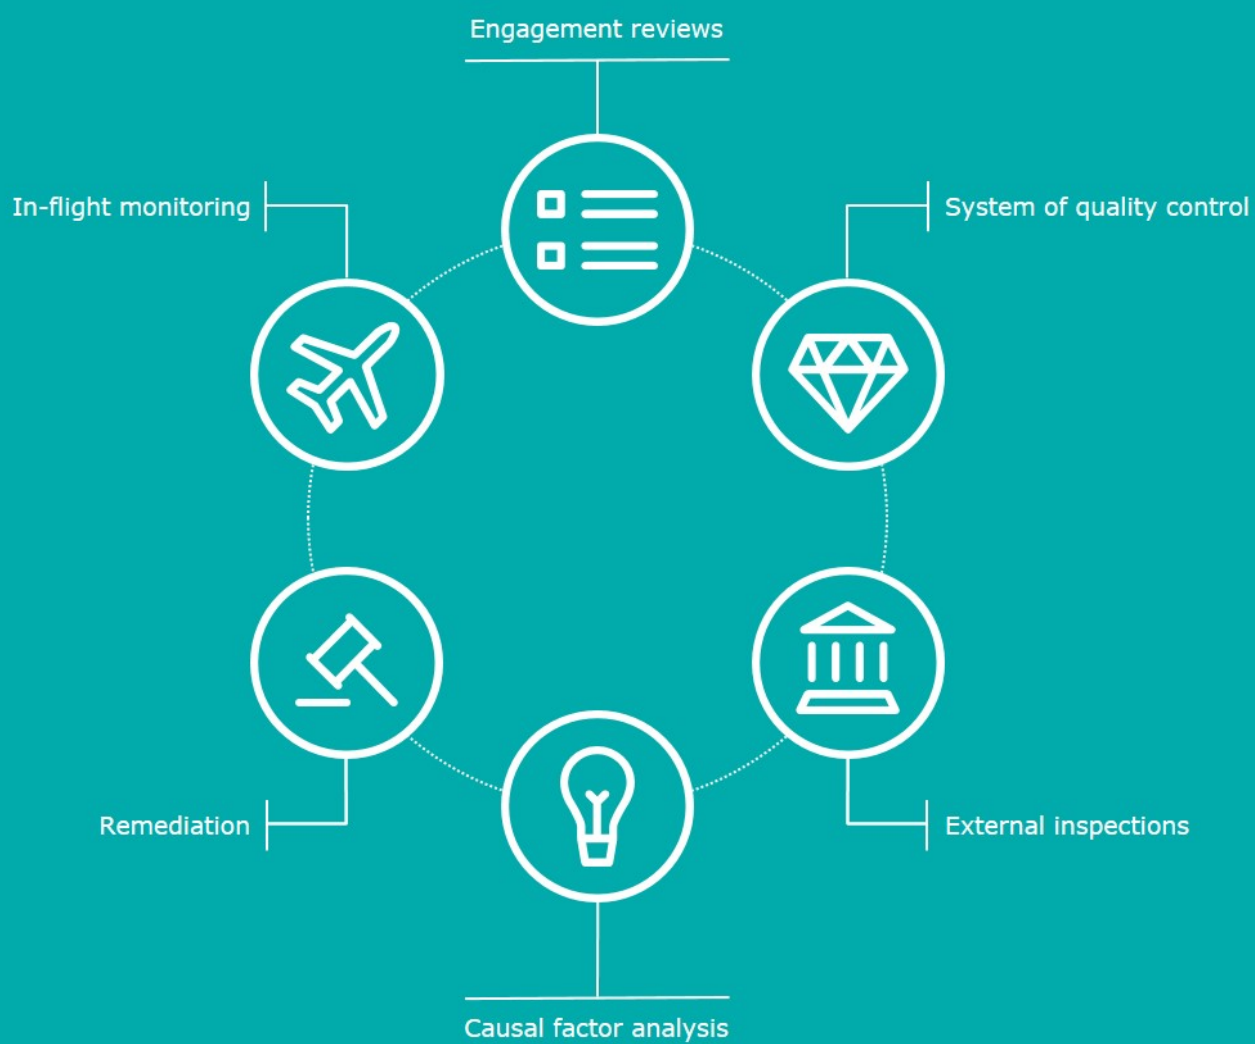 Engagement reviews
In-flight monitoring
System of quality control
Remediation
External inspections
Causal factor analysis